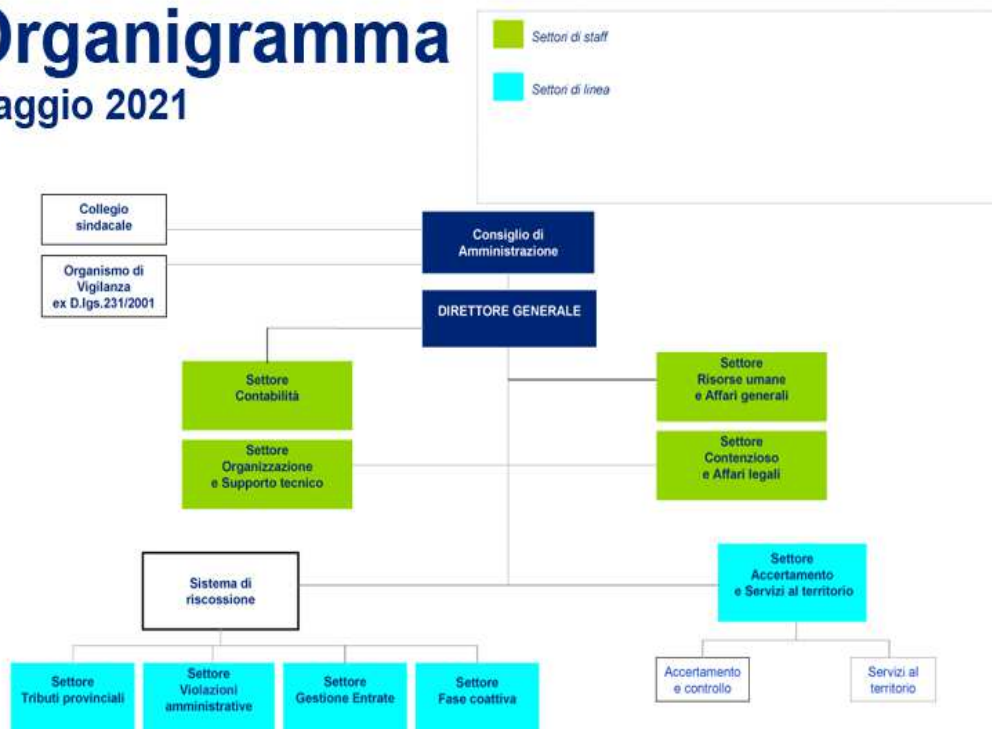 Organigramma
aggio 2021
Settori di staff
Settori di linea
Collegio
sindacale
Consiglio di
Amministrazione
Organismo di
Vigilanza
ex D.lgs.231/2001
DIRETTORE GENERALE
Settore
Contabilità
Settore
Risorse umane
e Affari generali
Settore
Organizzazione
e Supporto tecnico
Settore
Contenzioso
e Affari legali
Sistema di
riscossione
Settore
Accertamento
e Servizi al territorio
Settore
Tributi provinciali
Settore
Violazioni
amministrative
Settore
Gestione Entrate
Settore
Fase coattiva
Accertamento
e controllo
Servizi al
territorio